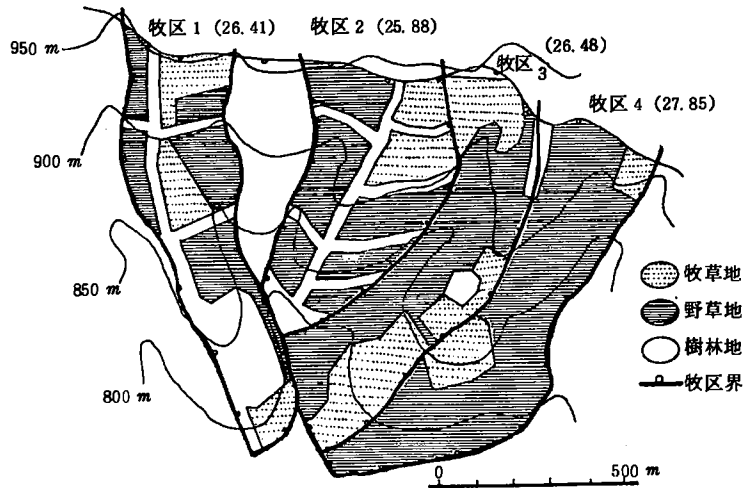 950 m
牧区 1 (26.41)
牧区 2 (25.88)
牧区 3 (26.48)
牧区 4 (27.85)
900 m
850 m
800 m
牧草地
野草地
樹林地
牧区界
0 500 m